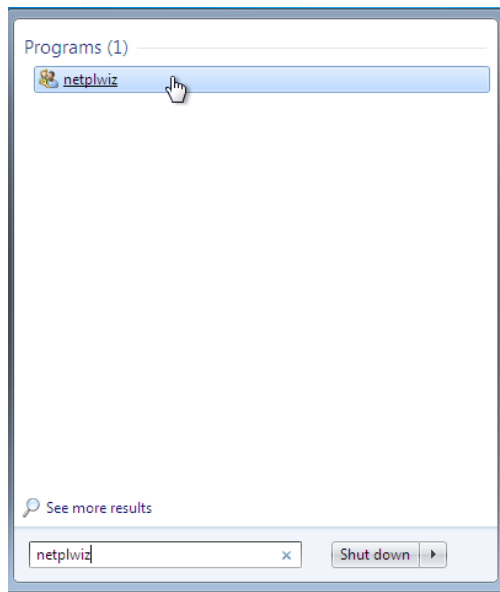 Programs (1)
netplwiz
See more results
netplwiz
Shut down